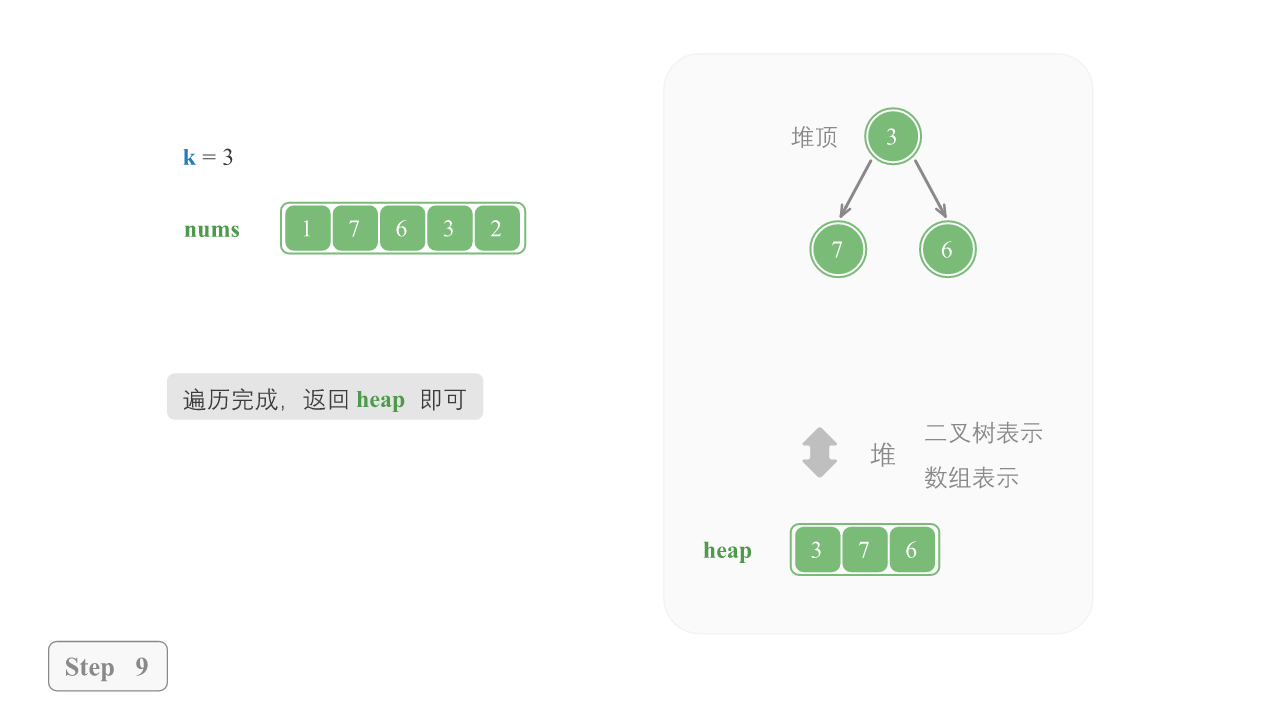 k = 3
nums 1 7 6 3 2
遍历完成，返回 heap 即可
堆顶 3
7 6
堆
二叉树表示
数组表示
heap 3 7 6
Step 9